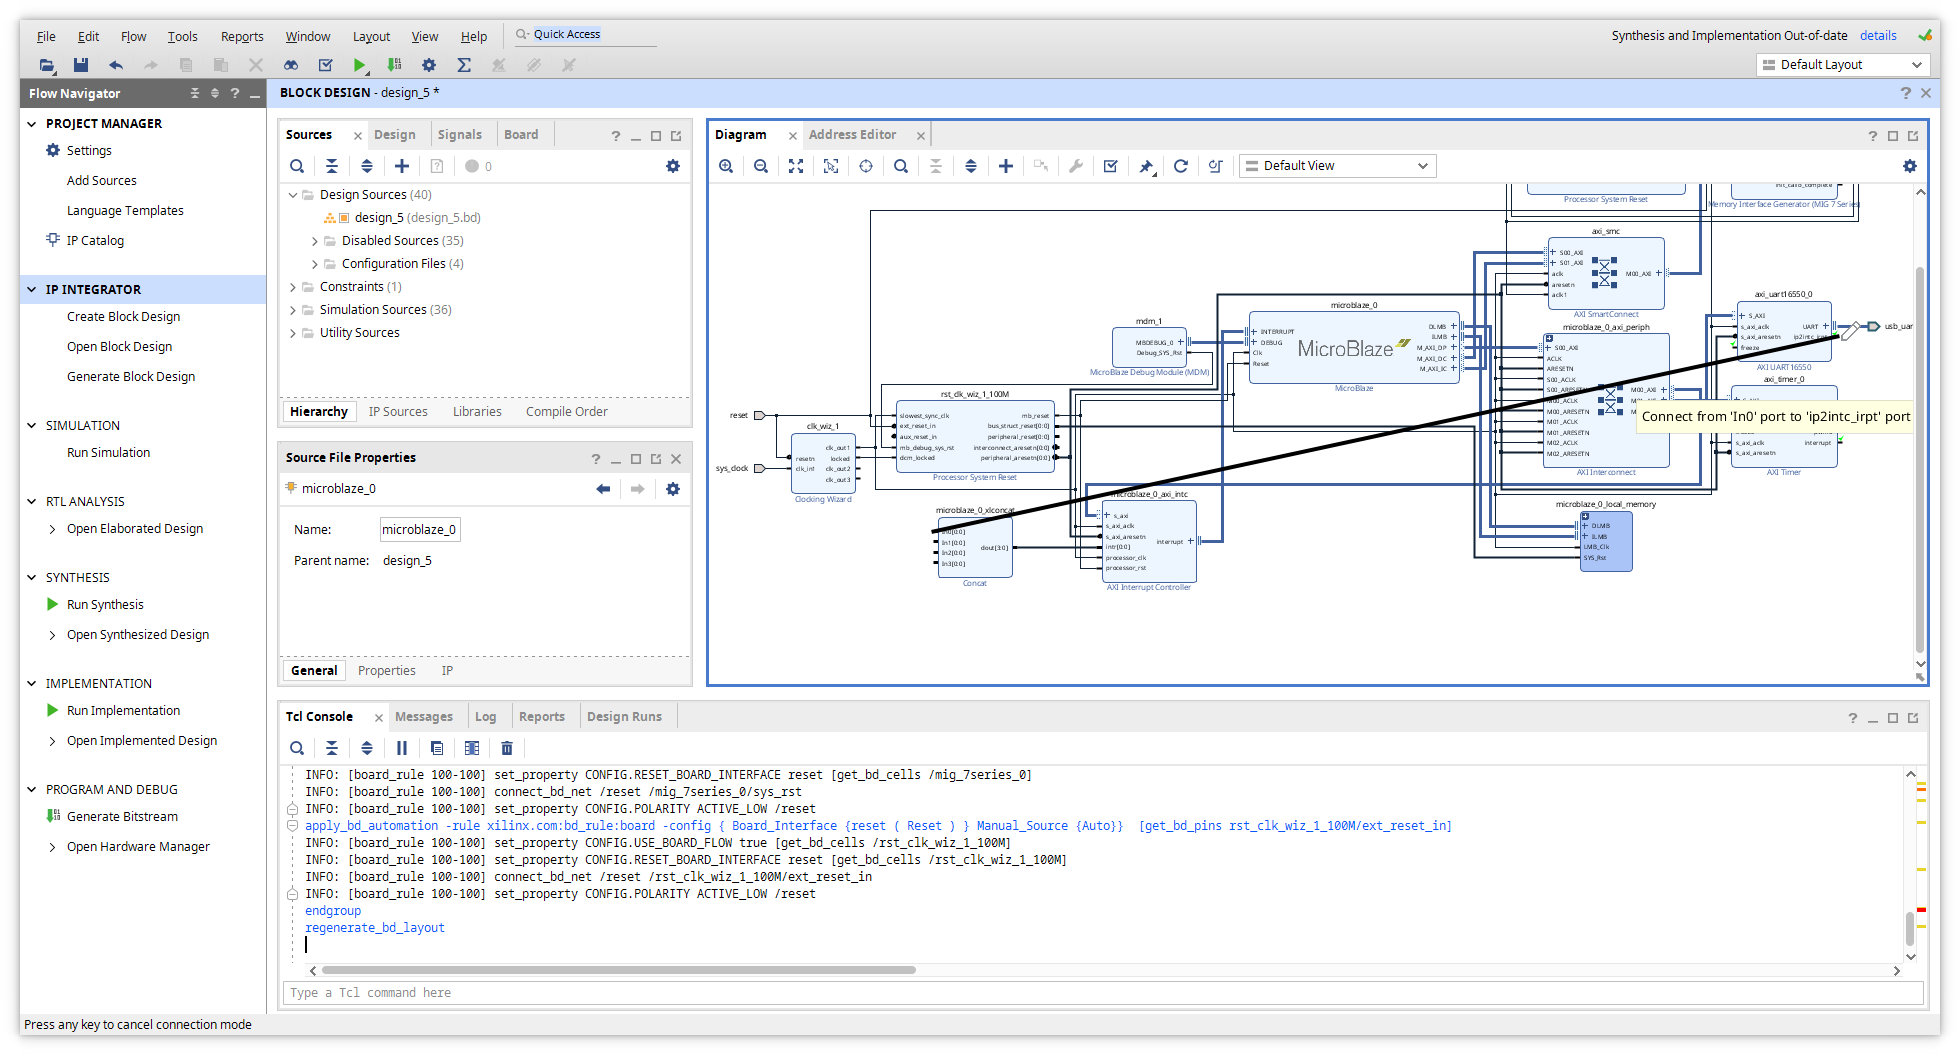 File Edit Flow Tools Reports Window Layout View Help Quick Access
Synthesis and Implementation Out-of-date details
Default Layout
Flow Navigator
PROJECT MANAGER
Settings
Add Sources
Language Templates
IP Catalog
IP INTEGRATOR
Create Block Design
Open Block Design
Generate Block Design
SIMULATION
Run Simulation
RTL ANALYSIS
Open Elaborated Design
SYNTHESIS
Run Synthesis
Open Synthesized Design
IMPLEMENTATION
Run Implementation
Open Implemented Design
PROGRAM AND DEBUG
Generate Bitstream
Open Hardware Manager
BLOCK DESIGN - design_5 *
Sources Design Signals Board
0
Design Sources (40)
design_5 (design_5.bd)
Disabled Sources (35)
Configuration Files (4)
Constraints (1)
Simulation Sources (36)
Utility Sources
Hierarchy IP Sources Libraries Compile Order
Source File Properties
microblaze_0
Name: microblaze_0
Parent name: design_5
General Properties IP
Diagram Address Editor
Default View
Processor System Reset
init_calib_complete
Memory Interface Generator (MIG 7 Series)
axi_smc
S00_AXI
S01_AXI
aclk
aresetn
aclk1
M00_AXI
AXI SmartConnect
axi_uart16550_0
S_AXI
s_axi_aclk
s_axi_aresetn
freeze
UART
ip2intc_irpt
AXI UART16550
usb_uar
microblaze_0
INTERRUPT
DEBUG
Clk
Reset
MicroBlaze
DLMB
ILMB
M_AXI_DP
M_AXI_DC
M_AXI_IC
MicroBlaze
mdm_1
MBDEBUG_0
Debug_SYS_Rst
MicroBlaze Debug Module (MDM)
microblaze_0_axi_periph
S00_AXI
ACLK
ARESETN
S00_ACLK
S00_ARESETN
M00_ACLK
M00_ARESETN
M01_ACLK
M01_ARESETN
M02_ACLK
M02_ARESETN
M00_AXI
AXI Interconnect
axi_timer_0
s_axi_aclk
s_axi_aresetn
interrupt
AXI Timer
Connect from 'In0' port to 'ip2intc_irpt' port
reset
sys_clock
clk_wiz_1
resetn
clk_in1
clk_out1
locked
clk_out2
clk_out3
Clocking Wizard
rst_clk_wiz_1_100M
slowest_sync_clk
ext_reset_in
aux_reset_in
mb_debug_sys_rst
dcm_locked
mb_reset
bus_struct_reset[0:0]
peripheral_reset[0:0]
interconnect_aresetn[0:0]
peripheral_aresetn[0:0]
Processor System Reset
microblaze_0_xlconcat
In0[0:0]
In1[0:0]
In2[0:0]
In3[0:0]
dout[3:0]
Concat
microblaze_0_axi_intc
s_axi
s_axi_aclk
s_axi_aresetn
intr[0:0]
processor_clk
processor_rst
interrupt
AXI Interrupt Controller
microblaze_0_local_memory
DLMB
ILMB
LMB_Clk
SYS_Rst
Tcl Console Messages Log Reports Design Runs
INFO: [board_rule 100-100] set_property CONFIG.RESET_BOARD_INTERFACE reset [get_bd_cells /mig_7series_0]
INFO: [board_rule 100-100] connect_bd_net /reset /mig_7series_0/sys_rst
INFO: [board_rule 100-100] set_property CONFIG.POLARITY ACTIVE_LOW /reset
apply_bd_automation -rule xilinx.com:bd_rule:board -config { Board_Interface {reset ( Reset ) } Manual_Source {Auto}}  [get_bd_pins rst_clk_wiz_1_100M/ext_reset_in]
INFO: [board_rule 100-100] set_property CONFIG.USE_BOARD_FLOW true [get_bd_cells /rst_clk_wiz_1_100M]
INFO: [board_rule 100-100] set_property CONFIG.RESET_BOARD_INTERFACE reset [get_bd_cells /rst_clk_wiz_1_100M]
INFO: [board_rule 100-100] connect_bd_net /reset /rst_clk_wiz_1_100M/ext_reset_in
INFO: [board_rule 100-100] set_property CONFIG.POLARITY ACTIVE_LOW /reset
endgroup
regenerate_bd_layout
Type a Tcl command here
Press any key to cancel connection mode